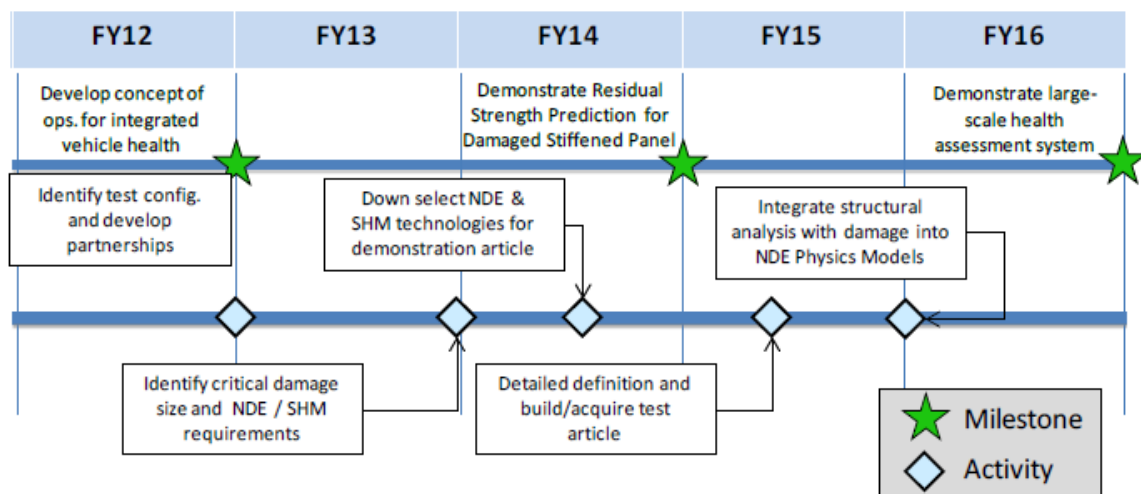 FY12
FY13
FY14
FY15
FY16
Develop concept of
ops. for integrated
vehicle health
Demonstrate Residual
Strength Prediction for
Damaged Stiffened Panel
Demonstrate large-
scale health
assessment system
Identify test config.
and develop
partnerships
Down select NDE &
SHM technologies for
demonstration article
Integrate structural
analysis with damage into
NDE Physics Models
Identify critical damage
size and NDE / SHM
requirements
Detailed definition and
build/acquire test
article
Milestone
Activity